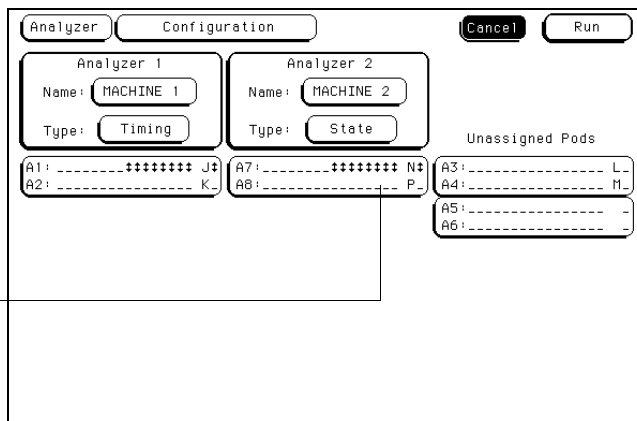 Analyzer Configuration Cancel Run
Analyzer 1
Name: MACHINE 1
Type: Timing
Analyzer 2
Name: MACHINE 2
Type: State
Unassigned Pods
A1: ________‡‡‡‡‡‡‡‡ J‡
A2: ________________ K_
A7: ________‡‡‡‡‡‡‡‡ N‡
A8: ________________ P_
A3: ________________ L_
A4: ________________ M_
A5: ________________ _
A6: ________________ _